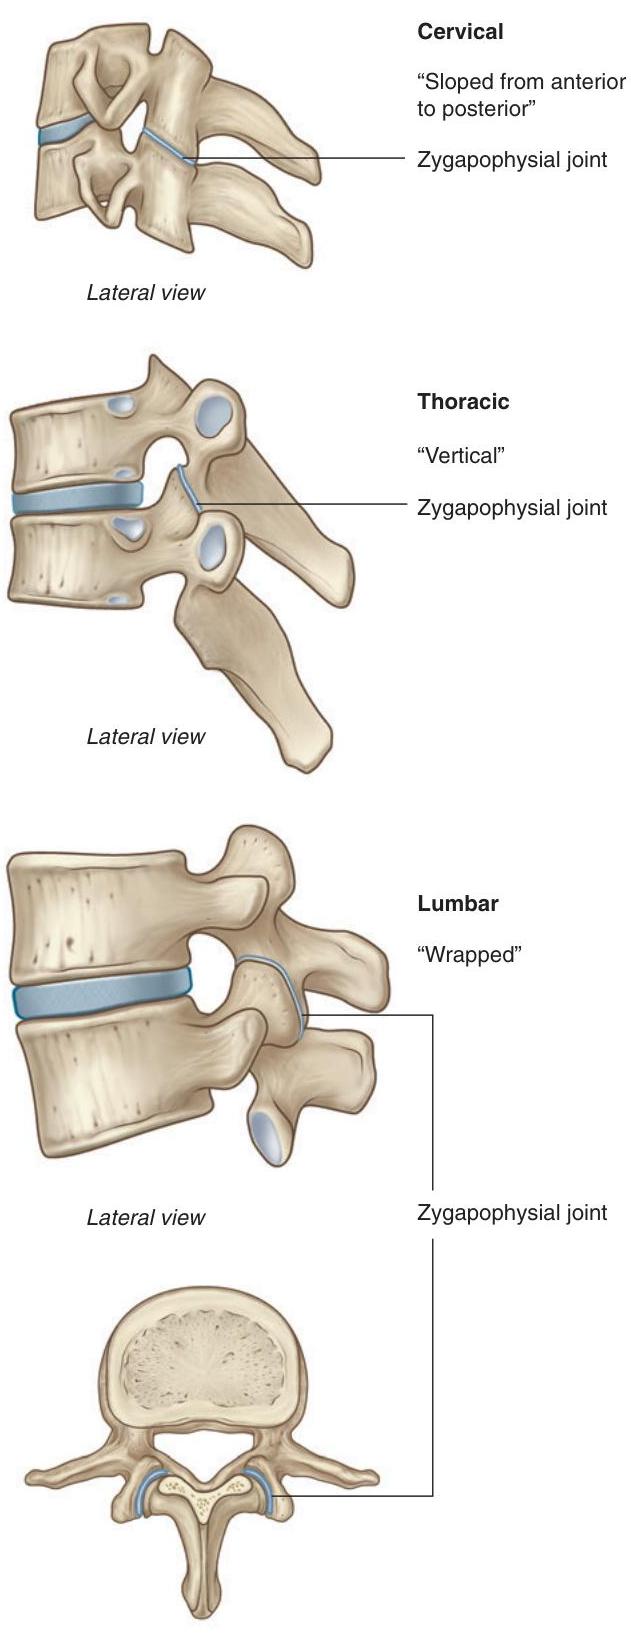 Cervical
“Sloped from anterior
to posterior”
Zygapophysial joint
Lateral view
Thoracic
“Vertical”
Zygapophysial joint
Lateral view
Lumbar
“Wrapped”
Lateral view
Zygapophysial joint